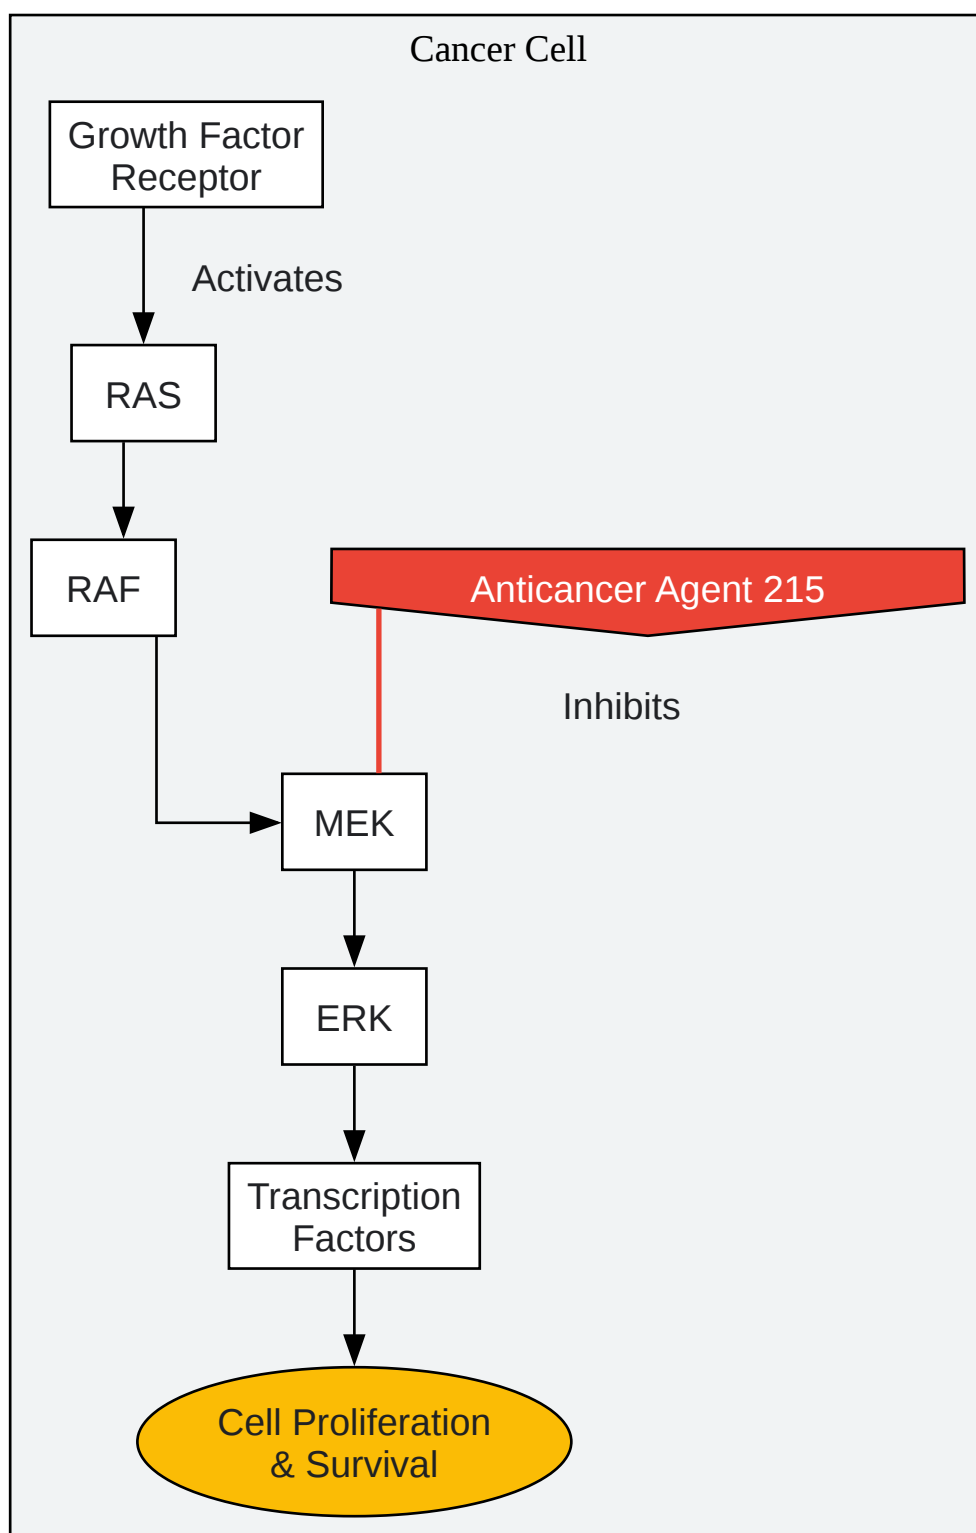 Cancer Cell
Growth Factor
Receptor
Activates
RAS
RAF
Anticancer Agent 215
Inhibits
MEK
ERK
Transcription
Factors
Cell Proliferation
& Survival